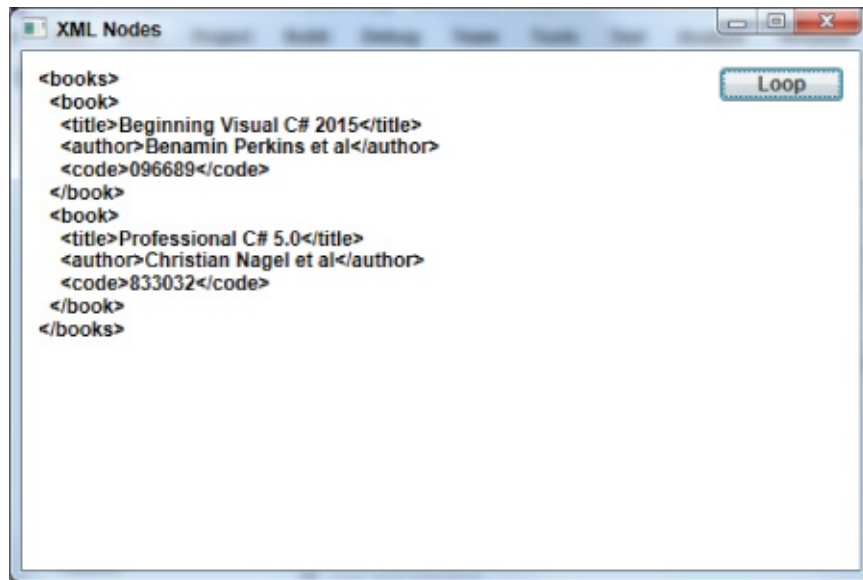 XML Nodes
Loop
<books>
<book>
<title>Beginning Visual C# 2015</title>
<author>Benamin Perkins et al</author>
<code>096689</code>
</book>
<book>
<title>Professional C# 5.0</title>
<author>Christian Nagel et al</author>
<code>833032</code>
</book>
</books>